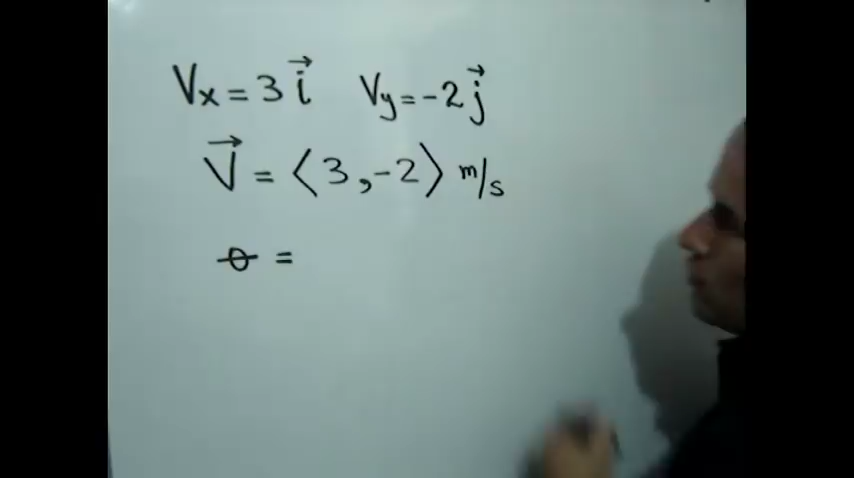 Vx = 3 i⃗ Vy = -2 j⃗
V⃗ = ⟨3, -2⟩ m/s
θ =